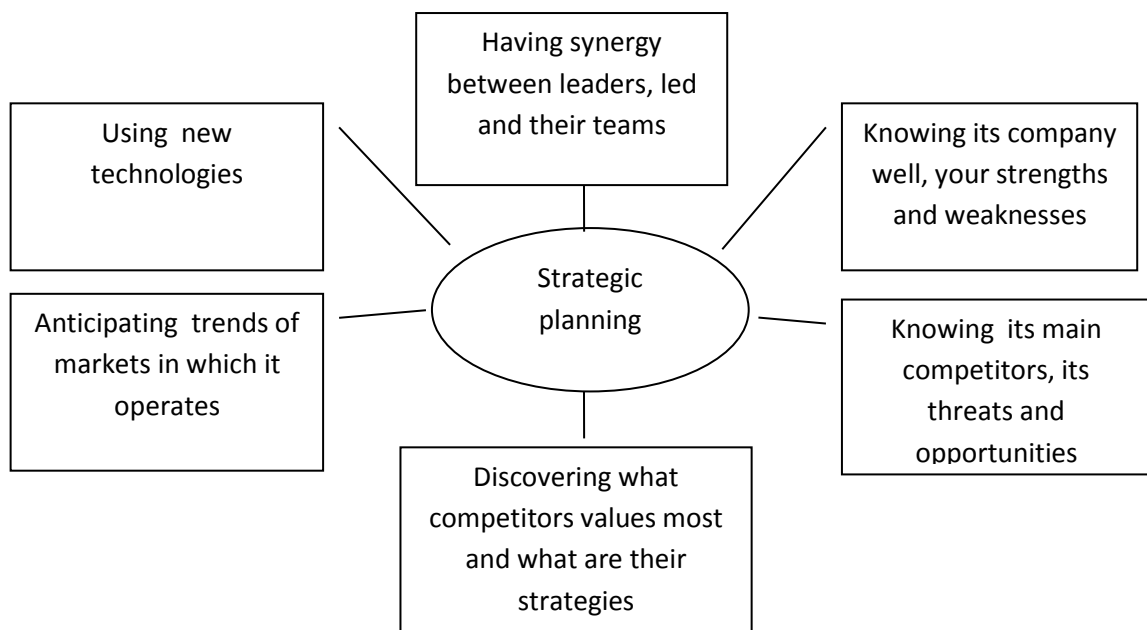 Having synergy
between leaders, led
and their teams
Using new
technologies
Knowing its company
well, your strengths
and weaknesses
Strategic
planning
Anticipating trends of
markets in which it
operates
Knowing its main
competitors, its
threats and
opportunities
Discovering what
competitors values most
and what are their
strategies